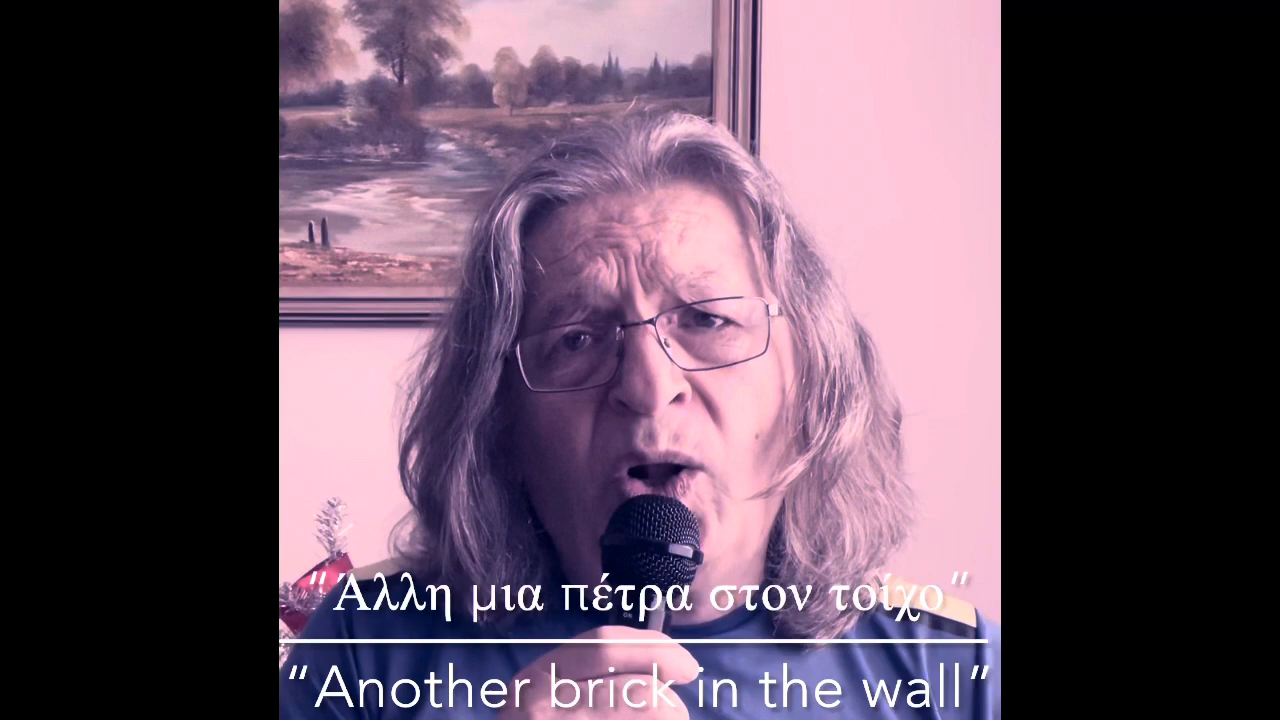 "Άλλη μια πέτρα στον τοίχο"
"Another brick in the wall"